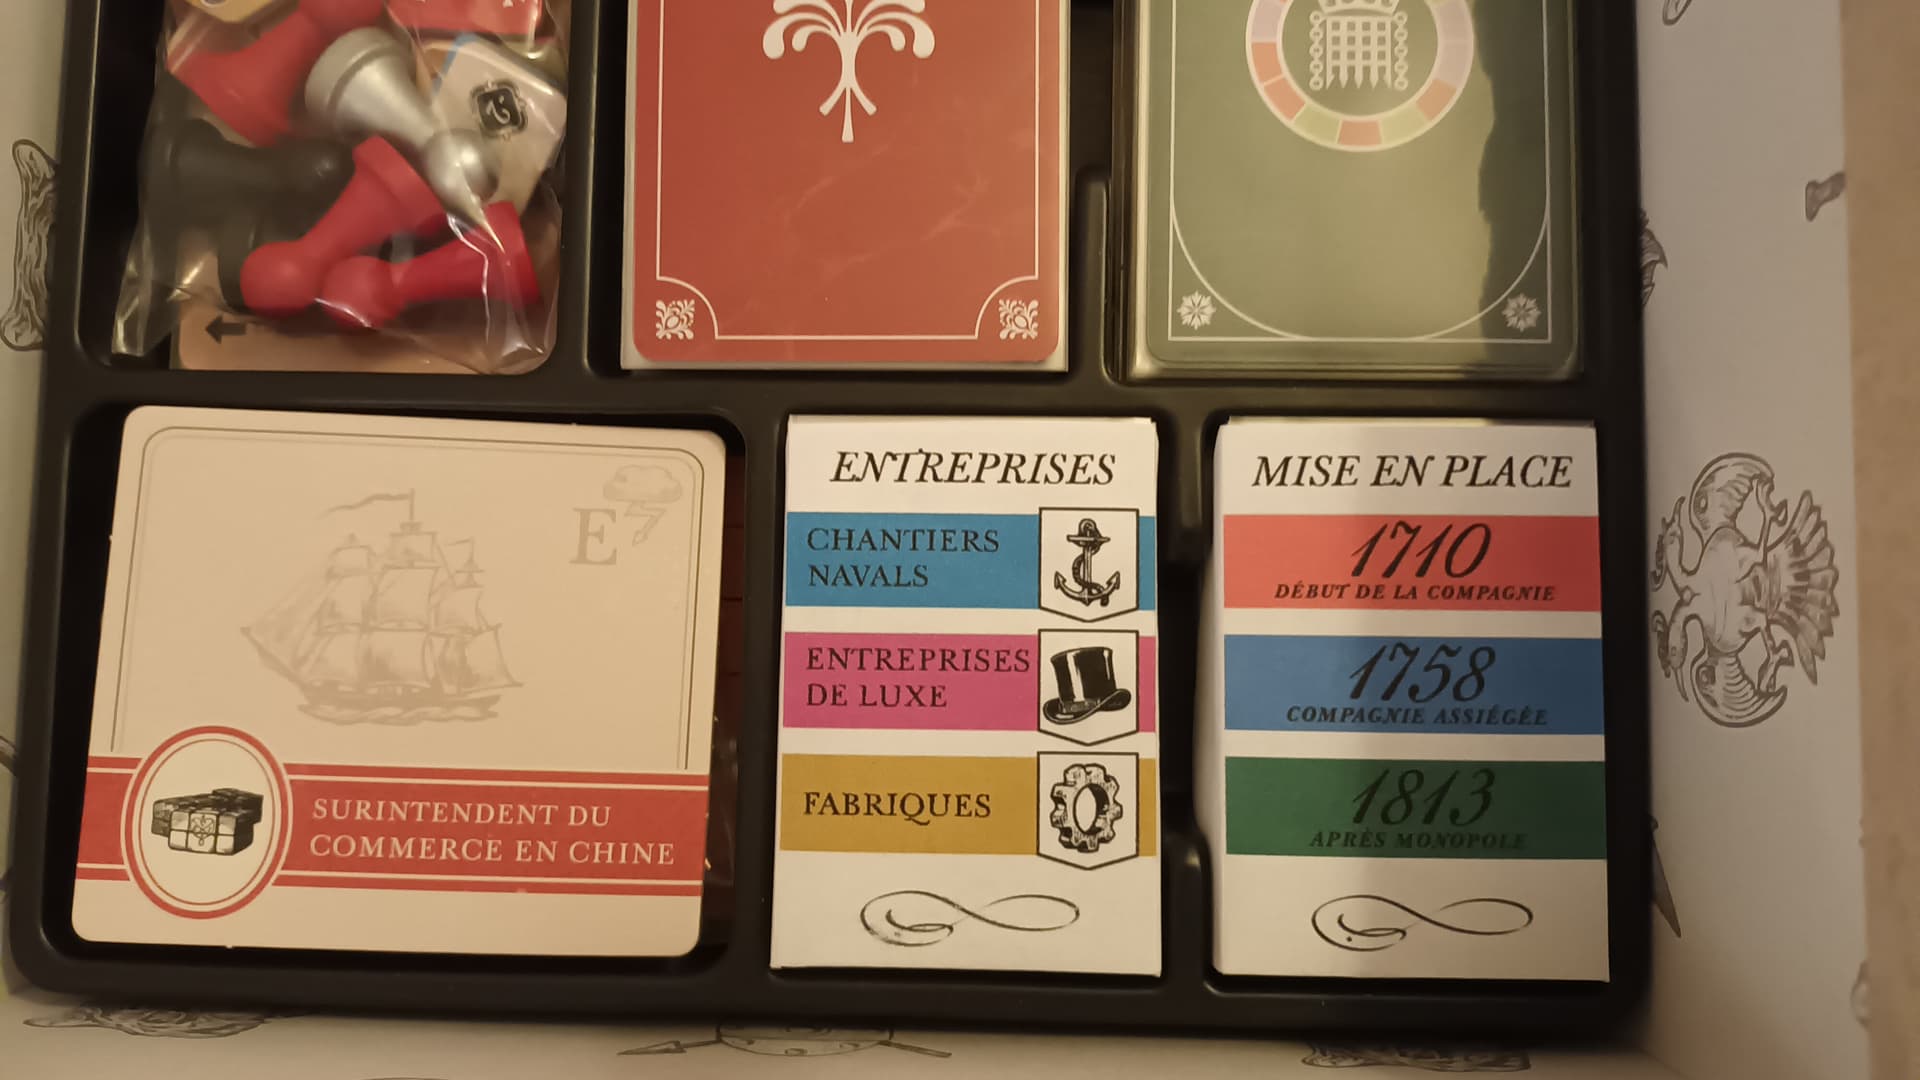 2
E
SURINTENDENT DU
COMMERCE EN CHINE
ENTREPRISES
CHANTIERS
NAVALS
ENTREPRISES
DE LUXE
FABRIQUES
MISE EN PLACE
1710
DÉBUT DE LA COMPAGNIE
1758
COMPAGNIE ASSIÉGÉE
1813
APRÈS MONOPOLE